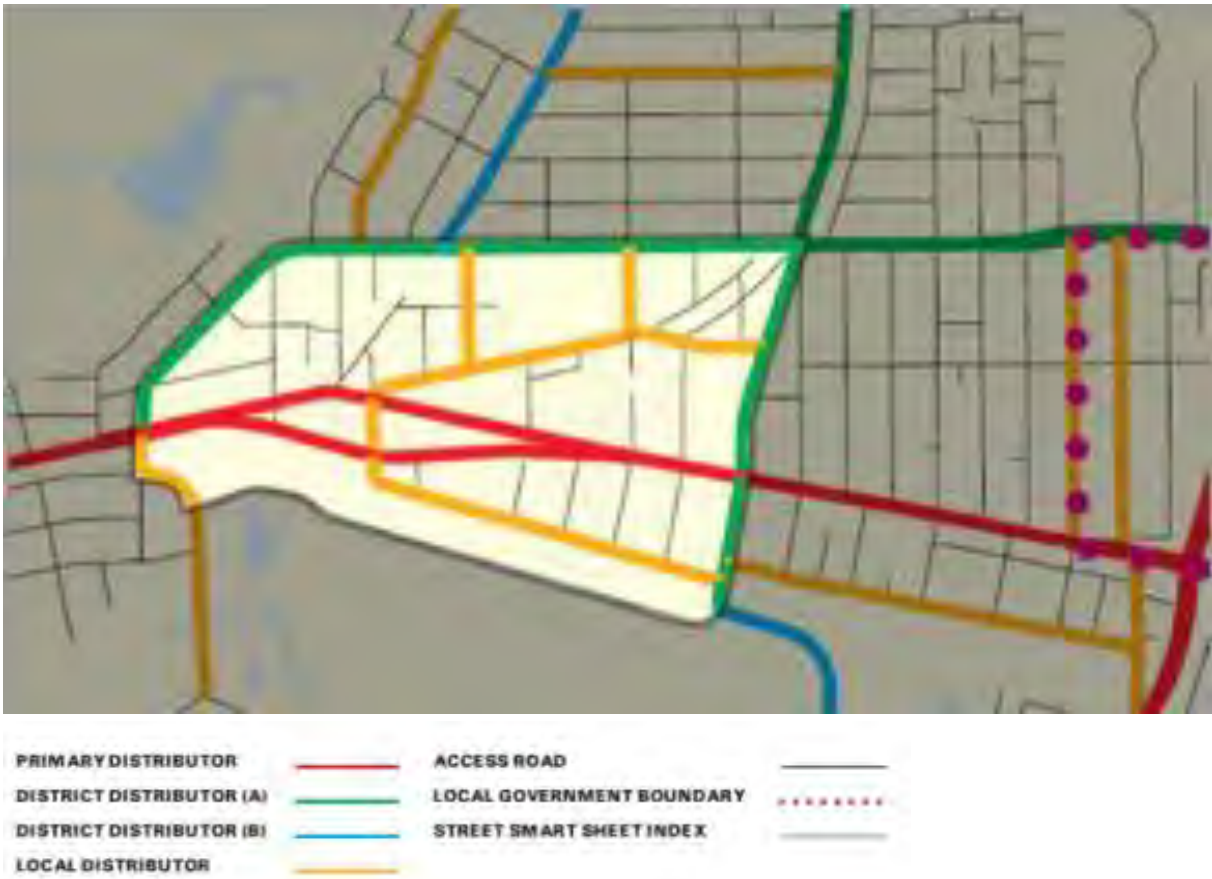 PRIMARY DISTRIBUTOR
DISTRICT DISTRIBUTOR (A)
DISTRICT DISTRIBUTOR (B)
LOCAL DISTRIBUTOR
ACCESS ROAD
LOCAL GOVERNMENT BOUNDARY
STREET SMART SHEET INDEX